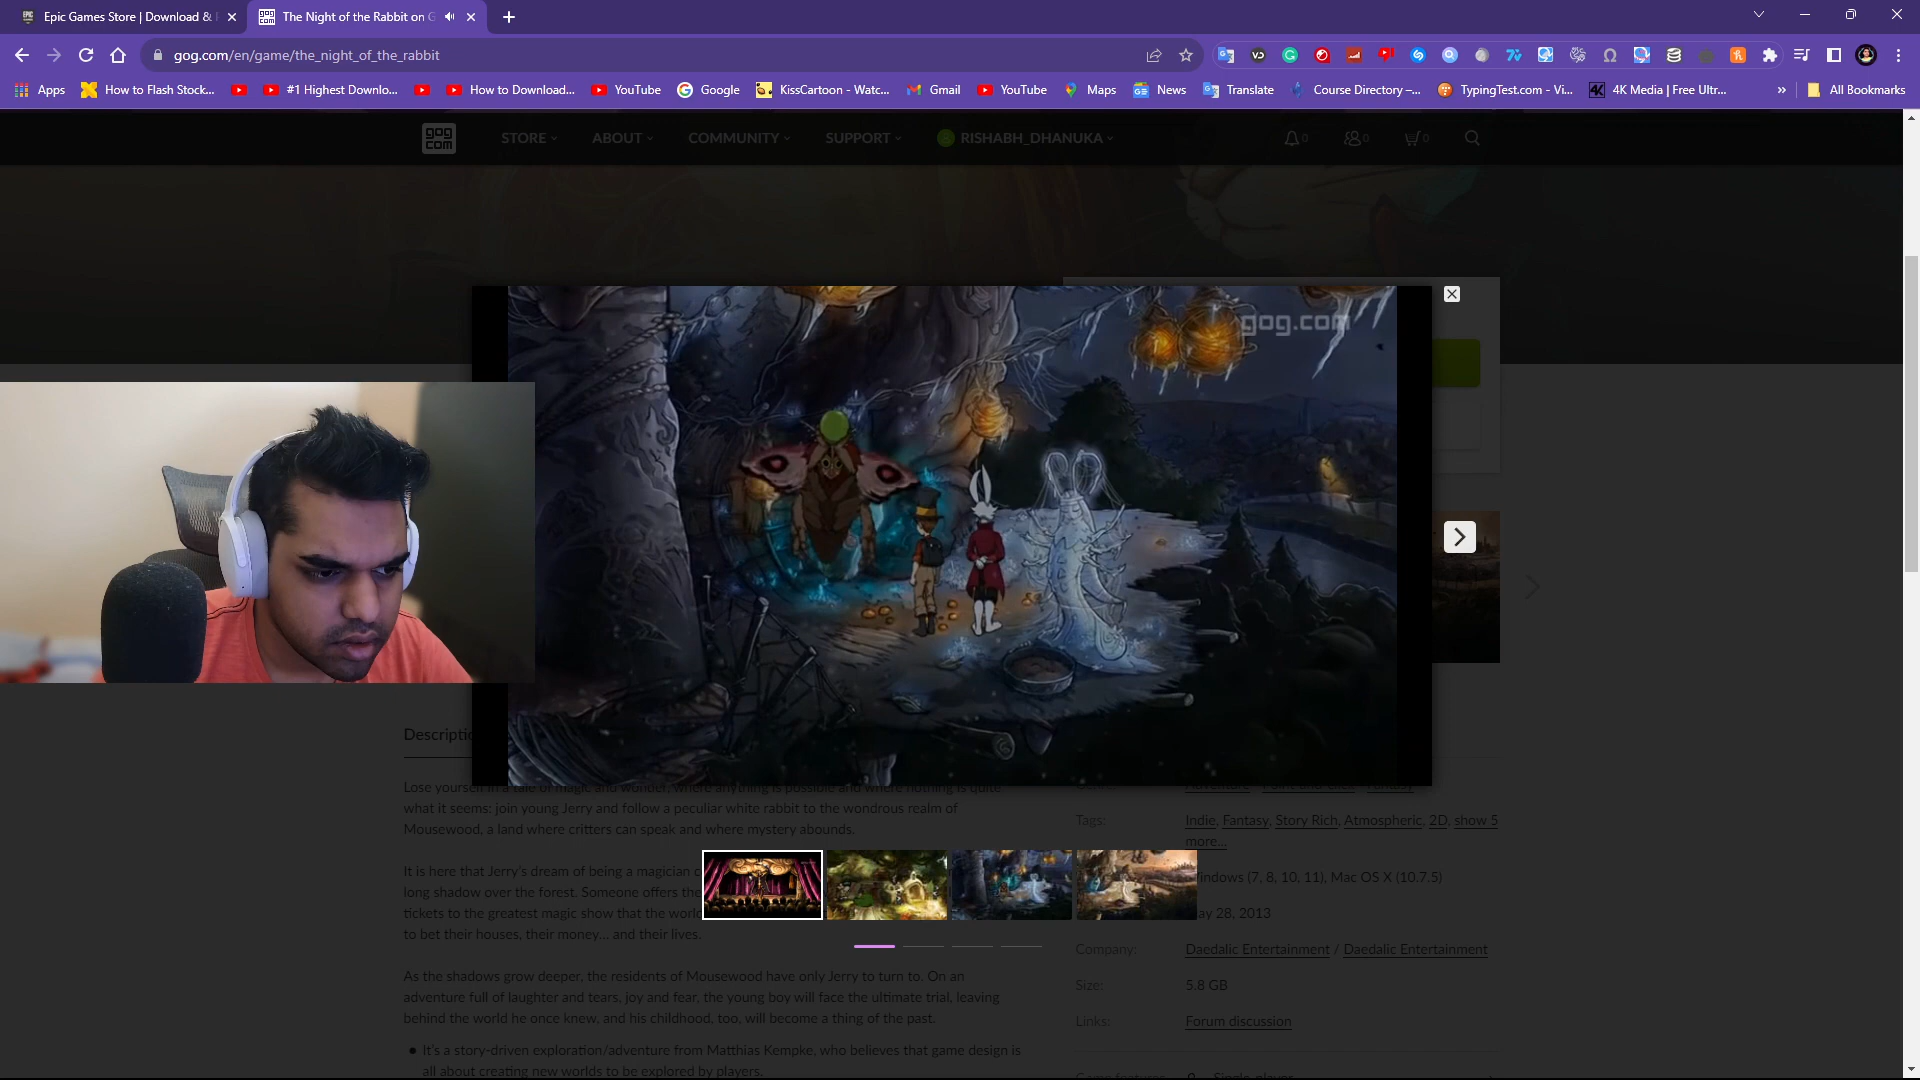 Epic Games Store | Download &
The Night of the Rabbit on G
gog.com/en/game/the_night_of_the_rabbit
Apps
How to Flash Stock...
#1 Highest Downlo...
How to Download...
YouTube
Google
KissCartoon - Watc...
Gmail
YouTube
Maps
News
Translate
Course Directory –...
TypingTest.com - Vi...
4K Media | Free Ultr...
»
All Bookmarks
gog com
STORE
ABOUT
COMMUNITY
SUPPORT
RISHABH_DHANUKA
0
0
0
gog.com
Descriptio
Lose yourself in a tale of magic and wonder, where anything is possible and where nothing is quite
what it seems: join young Jerry and follow a peculiar white rabbit to the wondrous realm of
Mousewood, a land where critters can speak and where mystery abounds.
It is here that Jerry's dream of being a magician c
long shadow over the forest. Someone offers the
tickets to the greatest magic show that the worl
to bet their houses, their money... and their lives.
As the shadows grow deeper, the residents of Mousewood have only Jerry to turn to. On an
adventure full of laughter and tears, joy and fear, the young boy will face the ultimate trial, leaving
behind the world he once knew, and his childhood, too, will become a thing of the past.
• It's a story-driven exploration/adventure from Matthias Kempke, who believes that game design is
all about creating new worlds to be explored by players.
Adventure - Point-and-click - Fantasy
Tags: Indie, Fantasy, Story Rich, Atmospheric, 2D, show 5
more...
indows (7, 8, 10, 11), Mac OS X (10.7.5)
ay 28, 2013
Company: Daedalic Entertainment / Daedalic Entertainment
Size: 5.8 GB
Links: Forum discussion
Game features
Single-player